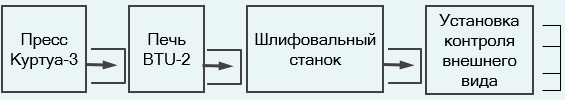 Пресс
Куртуа-3
Печь
BTU-2
Шлифовальный
станок
Установка
контроля
внешнего
вида